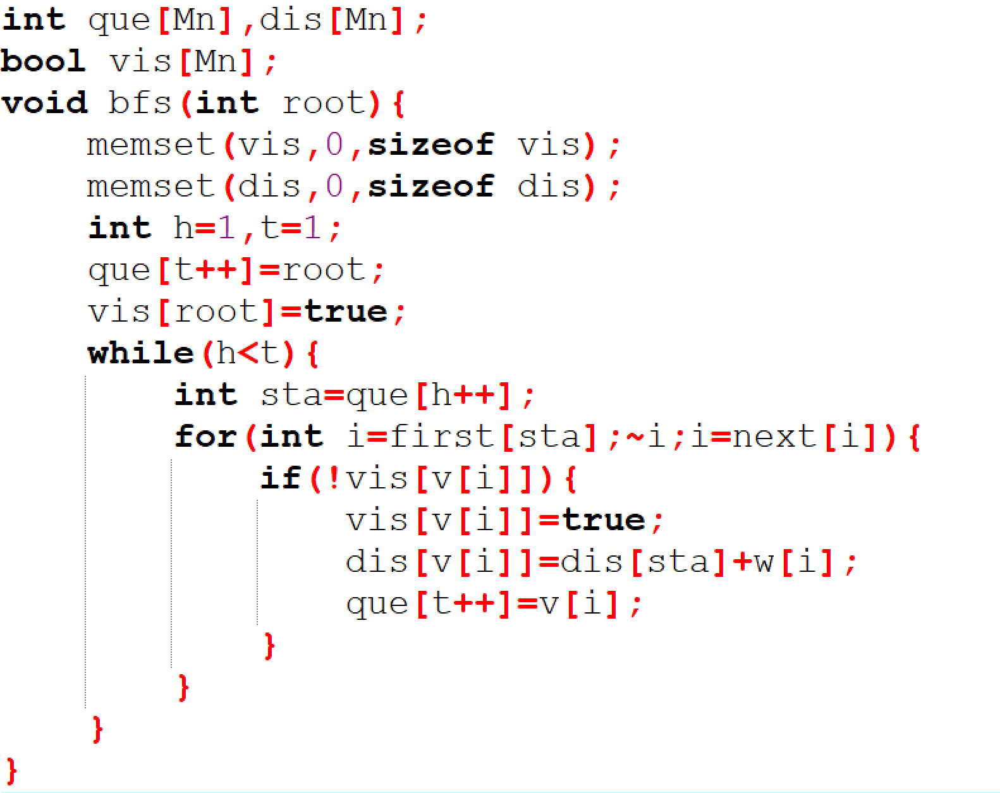 int que[Mn],dis[Mn];
bool vis[Mn];
void bfs(int root){
    memset(vis,0,sizeof vis);
    memset(dis,0,sizeof dis);
    int h=1,t=1;
    que[t++]=root;
    vis[root]=true;
    while(h<t){
        int sta=que[h++];
        for(int i=first[sta];~i;i=next[i]){
            if(!vis[v[i]]){
                vis[v[i]]=true;
                dis[v[i]]=dis[sta]+w[i];
                que[t++]=v[i];
            }
        }
    }
}